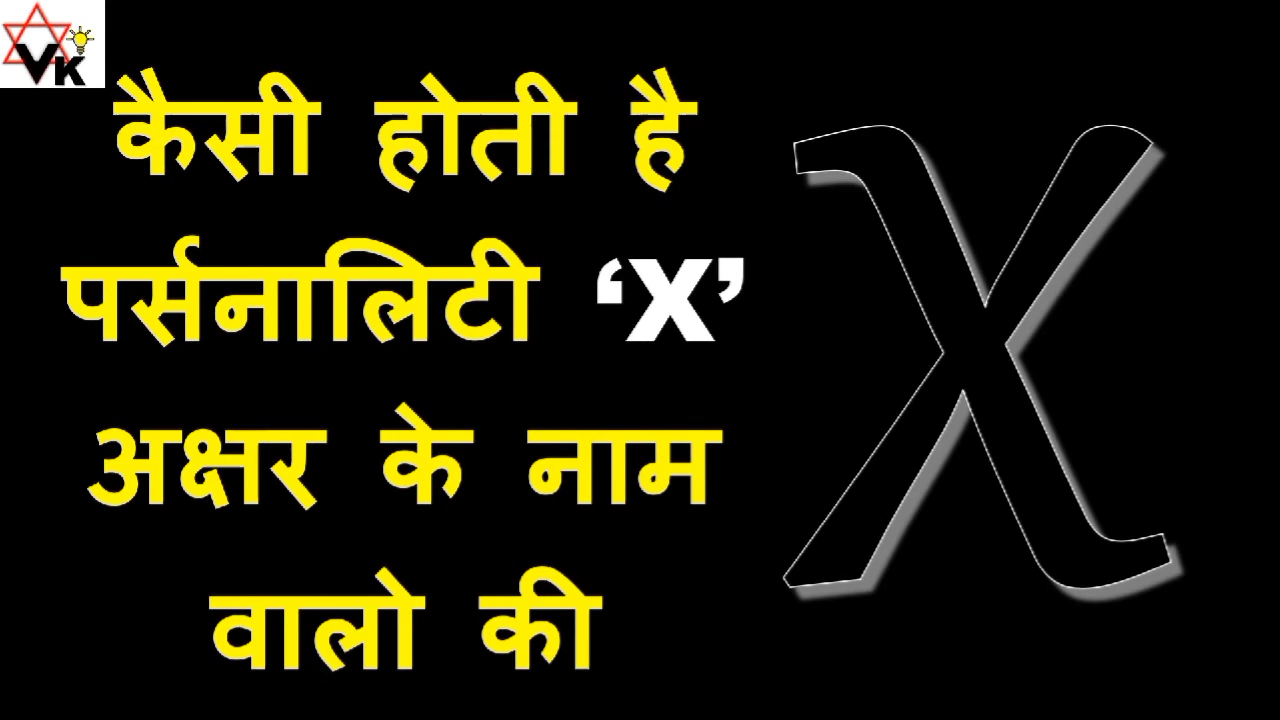 VK
कैसी होती है
पर्सनालिटी ‘X’
अक्षर के नाम
वालो की
X